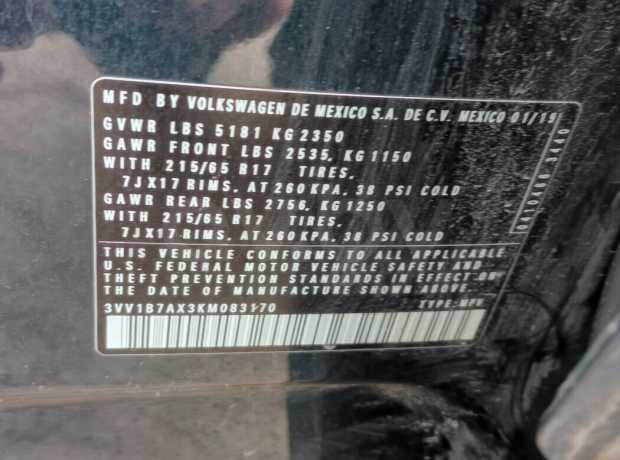 MFD BY VOLKSWAGEN DE MEXICO S.A. DE C.V. MEXICO 01/19
GVWR LBS 5181 KG 2350
GAWR FRONT LBS 2535, KG 1150
WITH 215/65 R17 TIRES,
7JX17 RIMS, AT 260 KPA, 38 PSI COLD
GAWR REAR LBS 2756, KG 1250
WITH 215/65 R17 TIRES,
7JX17 RIMS, AT 260 KPA, 38 PSI COLD
THIS VEHICLE CONFORMS TO ALL APPLICABLE
U.S. FEDERAL MOTOR VEHICLE SAFETY AND
THEFT PREVENTION STANDARDS IN EFFECT ON
THE DATE OF MANUFACTURE SHOWN ABOVE.
3VV1B7AX3KM083170 TYPE: MPV